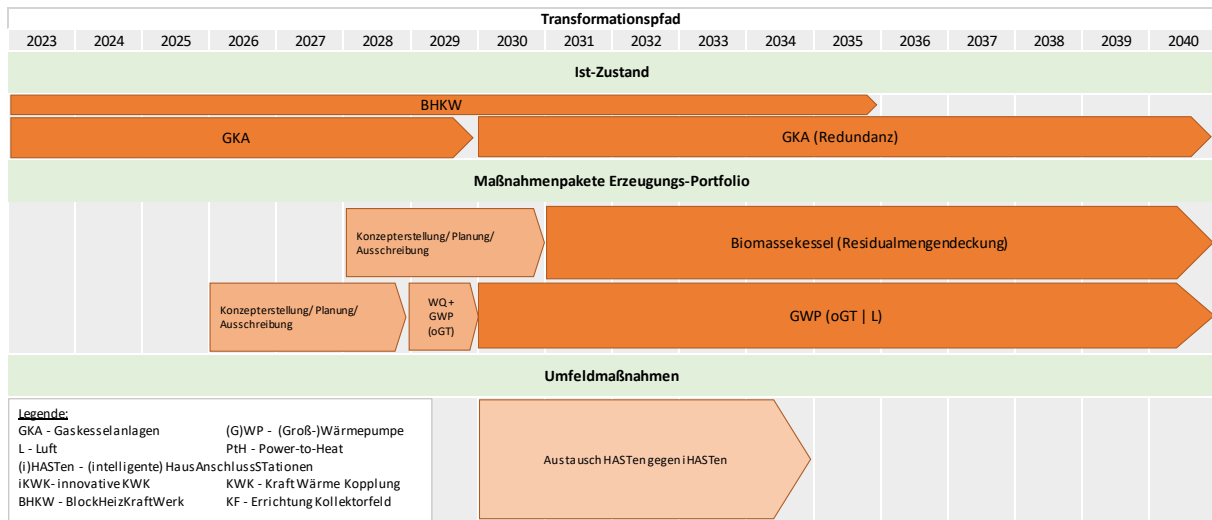 Transformationspfad
2023 2024 2025 2026 2027 2028 2029 2030 2031 2032 2033 2034 2035 2036 2037 2038 2039 2040
Ist-Zustand
BHKW
GKA
GKA (Redundanz)
Maßnahmenpakete Erzeugungs-Portfolio
Konzepterstellung/ Planung/
Ausschreibung
Biomassekessel (Residualmengendeckung)
Konzepterstellung/ Planung/
Ausschreibung
WQ +
GWP
(oGT)
GWP (oGT | L)
Umfeldmaßnahmen
Legende:
GKA - Gaskesselanlagen (G)WP - (Groß-)Wärmepumpe
L - Luft PtH - Power-to-Heat
(i)HASTen - (intelligente) HausAnschlussSTationen
iKWK- innovative KWK KWK - Kraft Wärme Kopplung
BHKW - BlockHeizKraftWerk KF - Errichtung Kollektorfeld
Austausch HASTen gegen iHASTen